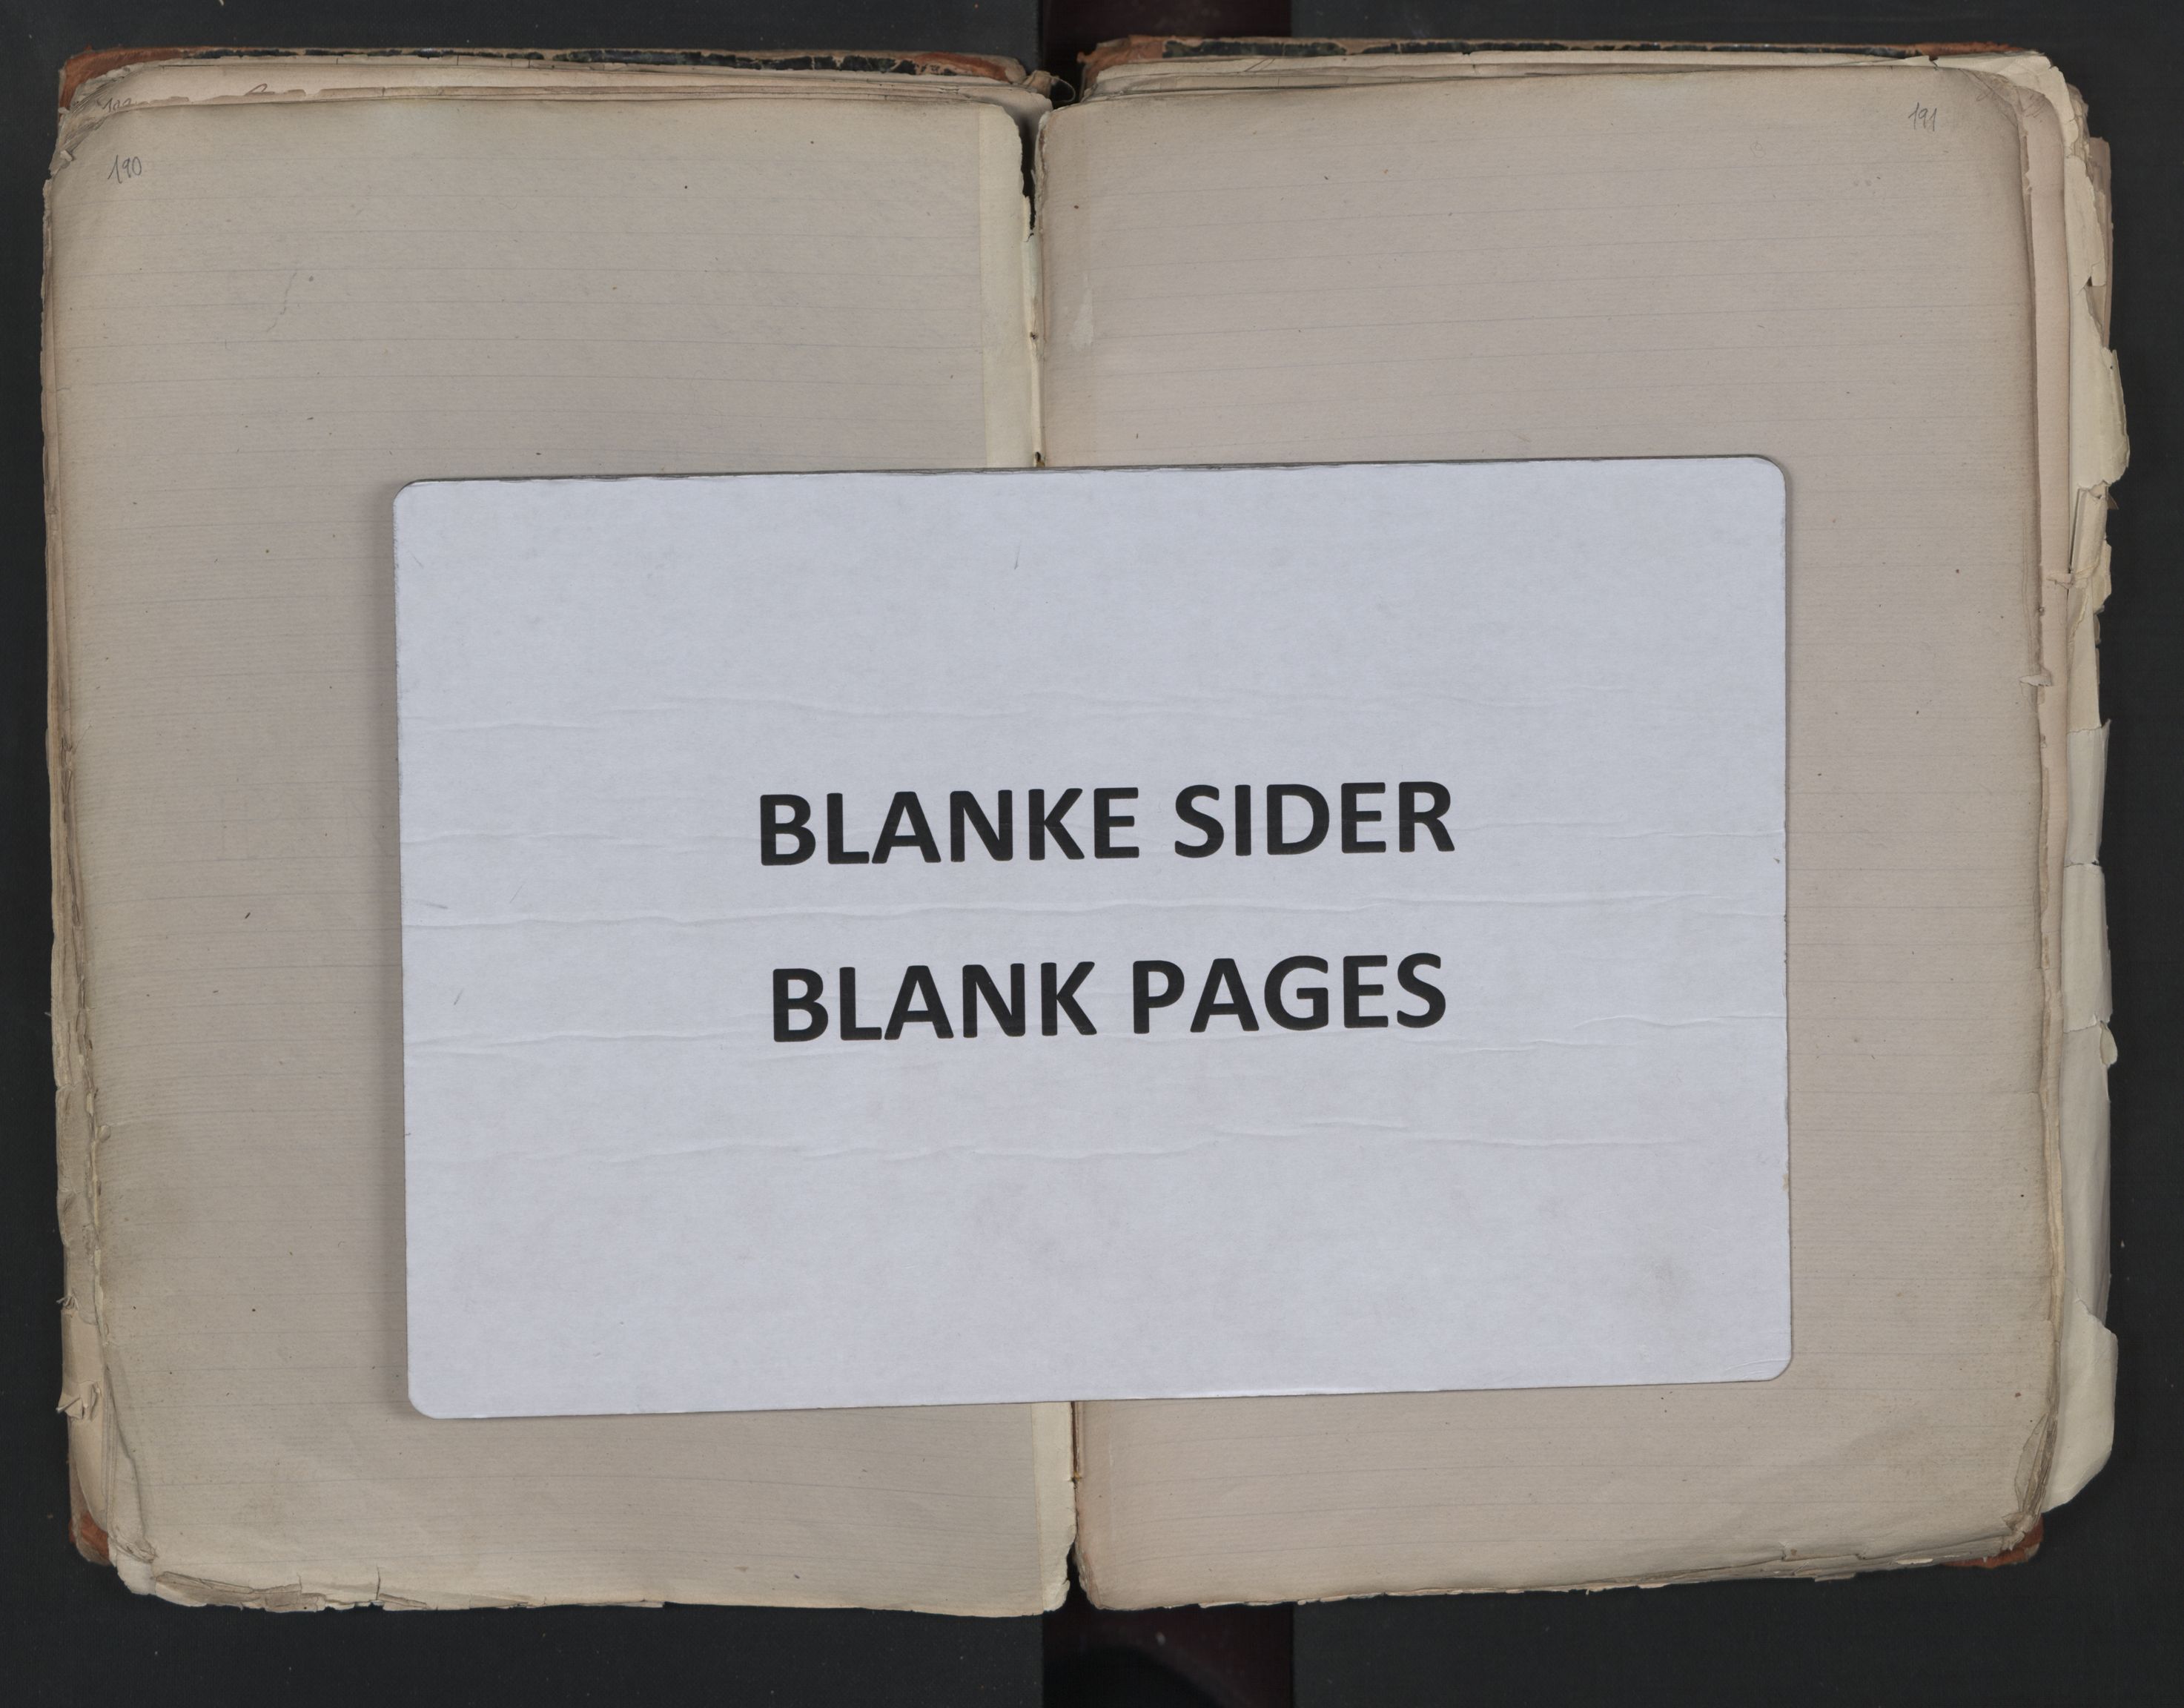 190
191
BLANKE SIDER
BLANK PAGES